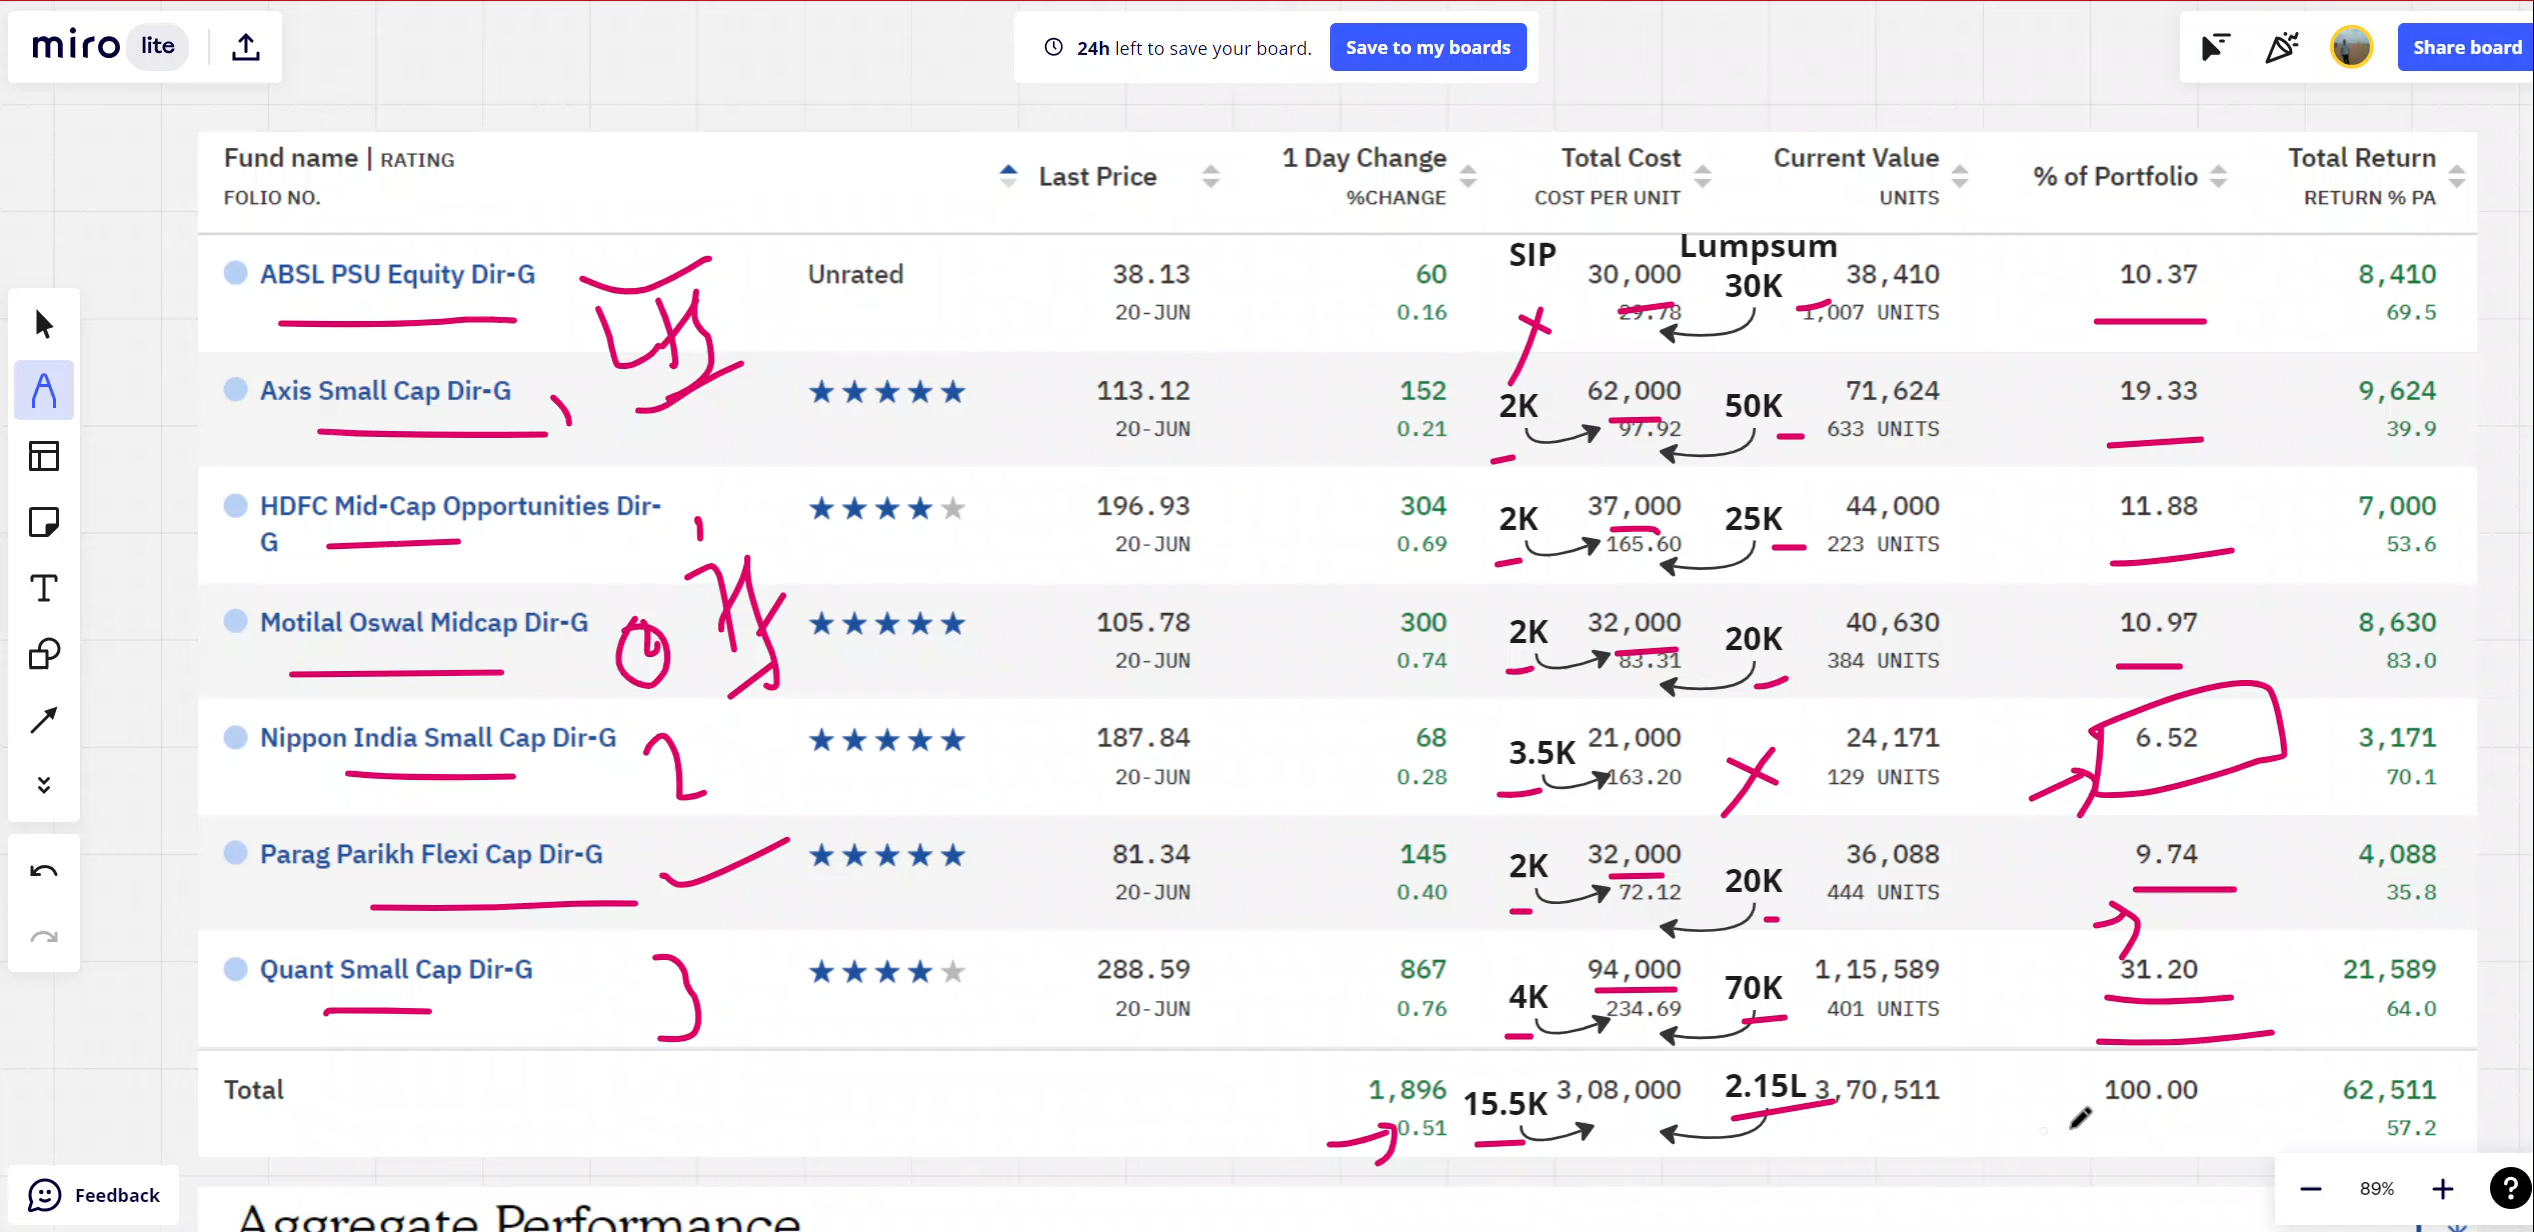 miro lite
24h left to save your board. Save to my boards
Share board
Fund name | RATING
FOLIO NO.
Last Price
1 Day Change
%CHANGE
Total Cost
COST PER UNIT
Current Value
UNITS
% of Portfolio
Total Return
RETURN % PA
SIP Lumpsum
ABSL PSU Equity Dir-G Unrated 38.13 60 30,000 30K 38,410 10.37 8,410
20-JUN 0.16 29.78 1,007 UNITS 69.5
Axis Small Cap Dir-G 113.12 152 2K 62,000 50K 71,624 19.33 9,624
20-JUN 0.21 97.92 633 UNITS 39.9
HDFC Mid-Cap Opportunities Dir- 196.93 304 2K 37,000 25K 44,000 11.88 7,000
G 20-JUN 0.69 165.60 223 UNITS 53.6
Motilal Oswal Midcap Dir-G 105.78 300 2K 32,000 20K 40,630 10.97 8,630
20-JUN 0.74 83.31 384 UNITS 83.0
Nippon India Small Cap Dir-G 2 187.84 68 3.5K 21,000 24,171 6.52 3,171
20-JUN 0.28 163.20 129 UNITS 70.1
Parag Parikh Flexi Cap Dir-G 81.34 145 2K 32,000 20K 36,088 9.74 4,088
20-JUN 0.40 72.12 444 UNITS 35.8
Quant Small Cap Dir-G 288.59 867 4K 94,000 70K 1,15,589 31.20 21,589
20-JUN 0.76 234.69 401 UNITS 64.0
Total 1,896 15.5K 3,08,000 2.15L 3,70,511 100.00 62,511
0.51 57.2
Feedback
89%
Aggregate Performance